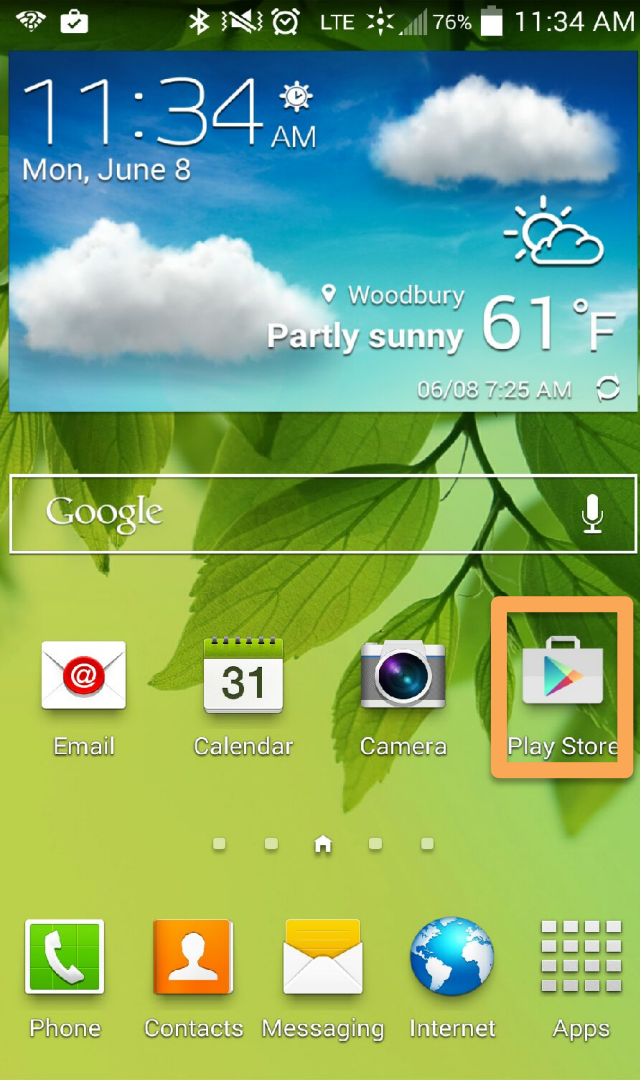 LTE 76% 11:34 AM
11:34 AM
Mon, June 8
Woodbury
Partly sunny 61°F
06/08 7:25 AM
Google
@ 31
Email Calendar Camera Play Store
Phone Contacts Messaging Internet Apps